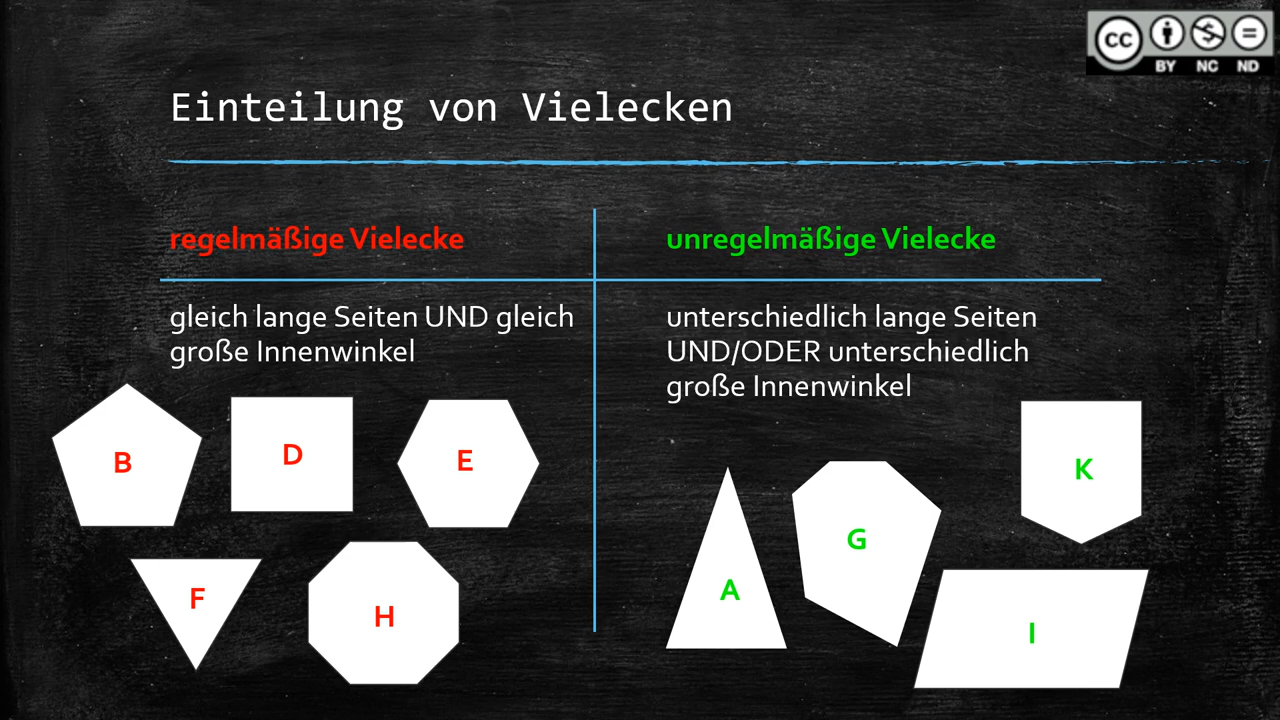 cc
BY NC ND
Einteilung von Vielecken
regelmäßige Vielecke
unregelmäßige Vielecke
gleich lange Seiten UND gleich
große Innenwinkel
unterschiedlich lange Seiten
UND/ODER unterschiedlich
große Innenwinkel
B
D
E
F
H
A
G
K
I